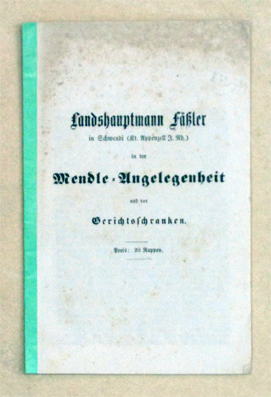 Landshauptmann Fäßler
in Schwendi (Kt. Appenzell J. Rh.)
in der
Mendle-Angelegenheit
und vor
Gerichtsschranken.
Preis: 20 Rappen.